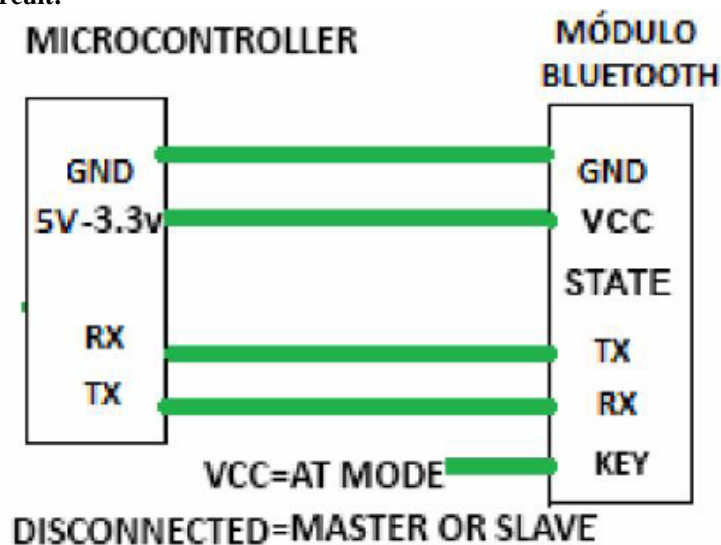 MICROCONTROLLER
MÓDULO
BLUETOOTH
GND
5V-3.3v
RX
TX
GND
VCC
STATE
TX
RX
KEY
VCC=AT MODE
DISCONNECTED=MASTER OR SLAVE